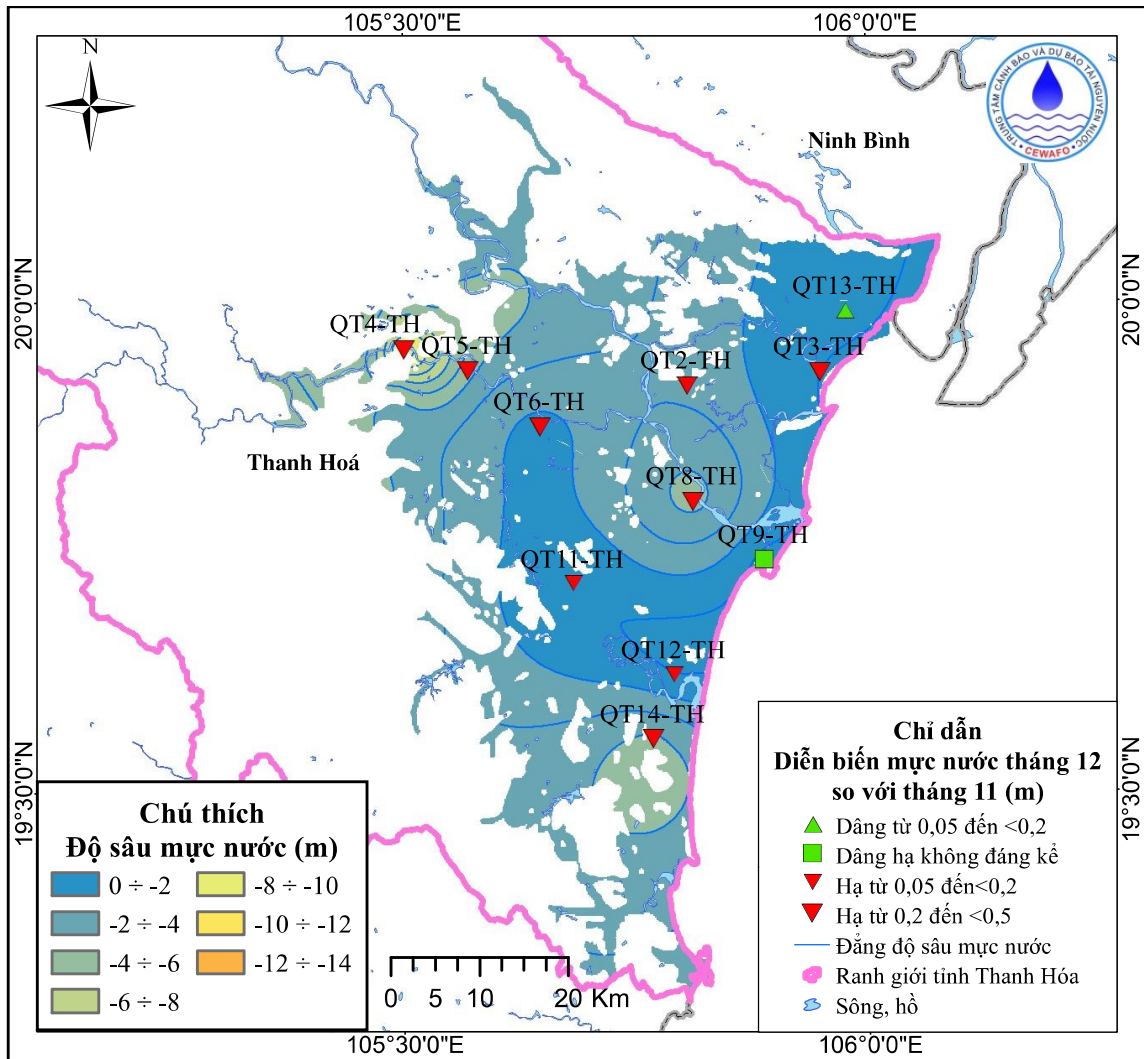 105°30'0"E
106°0'0"E
N
TRUNG TÂM CẢNH BÁO VÀ DỰ BÁO TÀI NGUYÊN NƯỚC
• CEWAFO •
Ninh Bình
20°0'0"N
20°0'0"N
QT13-TH
QT4-TH
QT5-TH
QT2-TH
QT3-TH
QT6-TH
Thanh Hoá
QT8-TH
QT9-TH
QT11-TH
QT12-TH
QT14-TH
19°30'0"N
19°30'0"N
Chú thích
Độ sâu mực nước (m)
0 ÷ -2
-2 ÷ -4
-4 ÷ -6
-6 ÷ -8
-8 ÷ -10
-10 ÷ -12
-12 ÷ -14
0 5 10 20 Km
Chỉ dẫn
Diễn biến mực nước tháng 12
so với tháng 11 (m)
Dâng từ 0,05 đến <0,2
Dâng hạ không đáng kể
Hạ từ 0,05 đến<0,2
Hạ từ 0,2 đến <0,5
Đẳng độ sâu mực nước
Ranh giới tỉnh Thanh Hóa
Sông, hồ
105°30'0"E
106°0'0"E